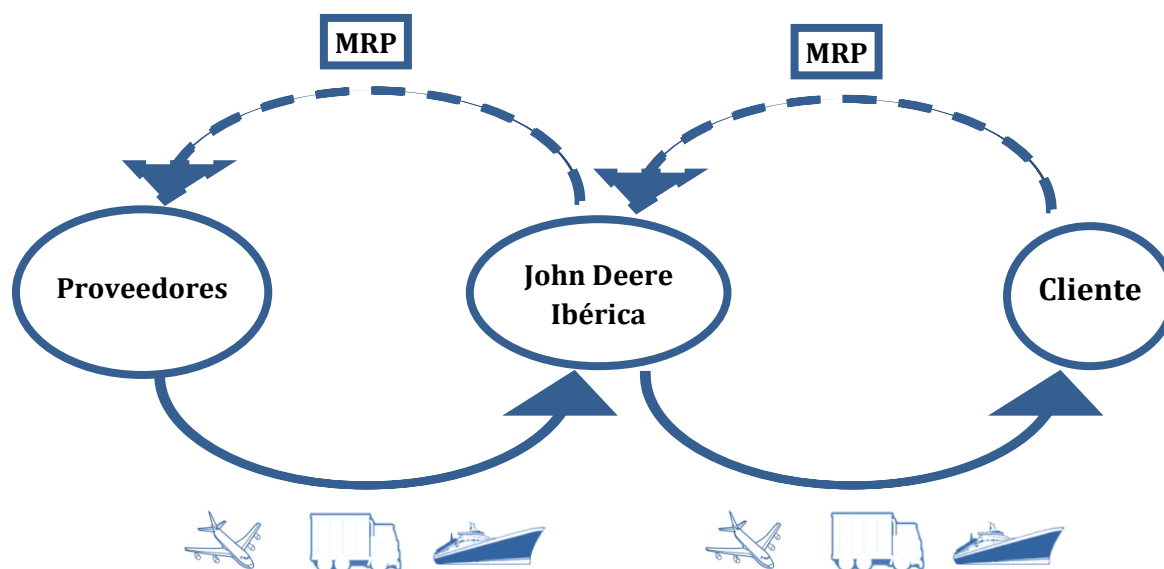 MRP
MRP
Proveedores
John Deere
Ibérica
Cliente